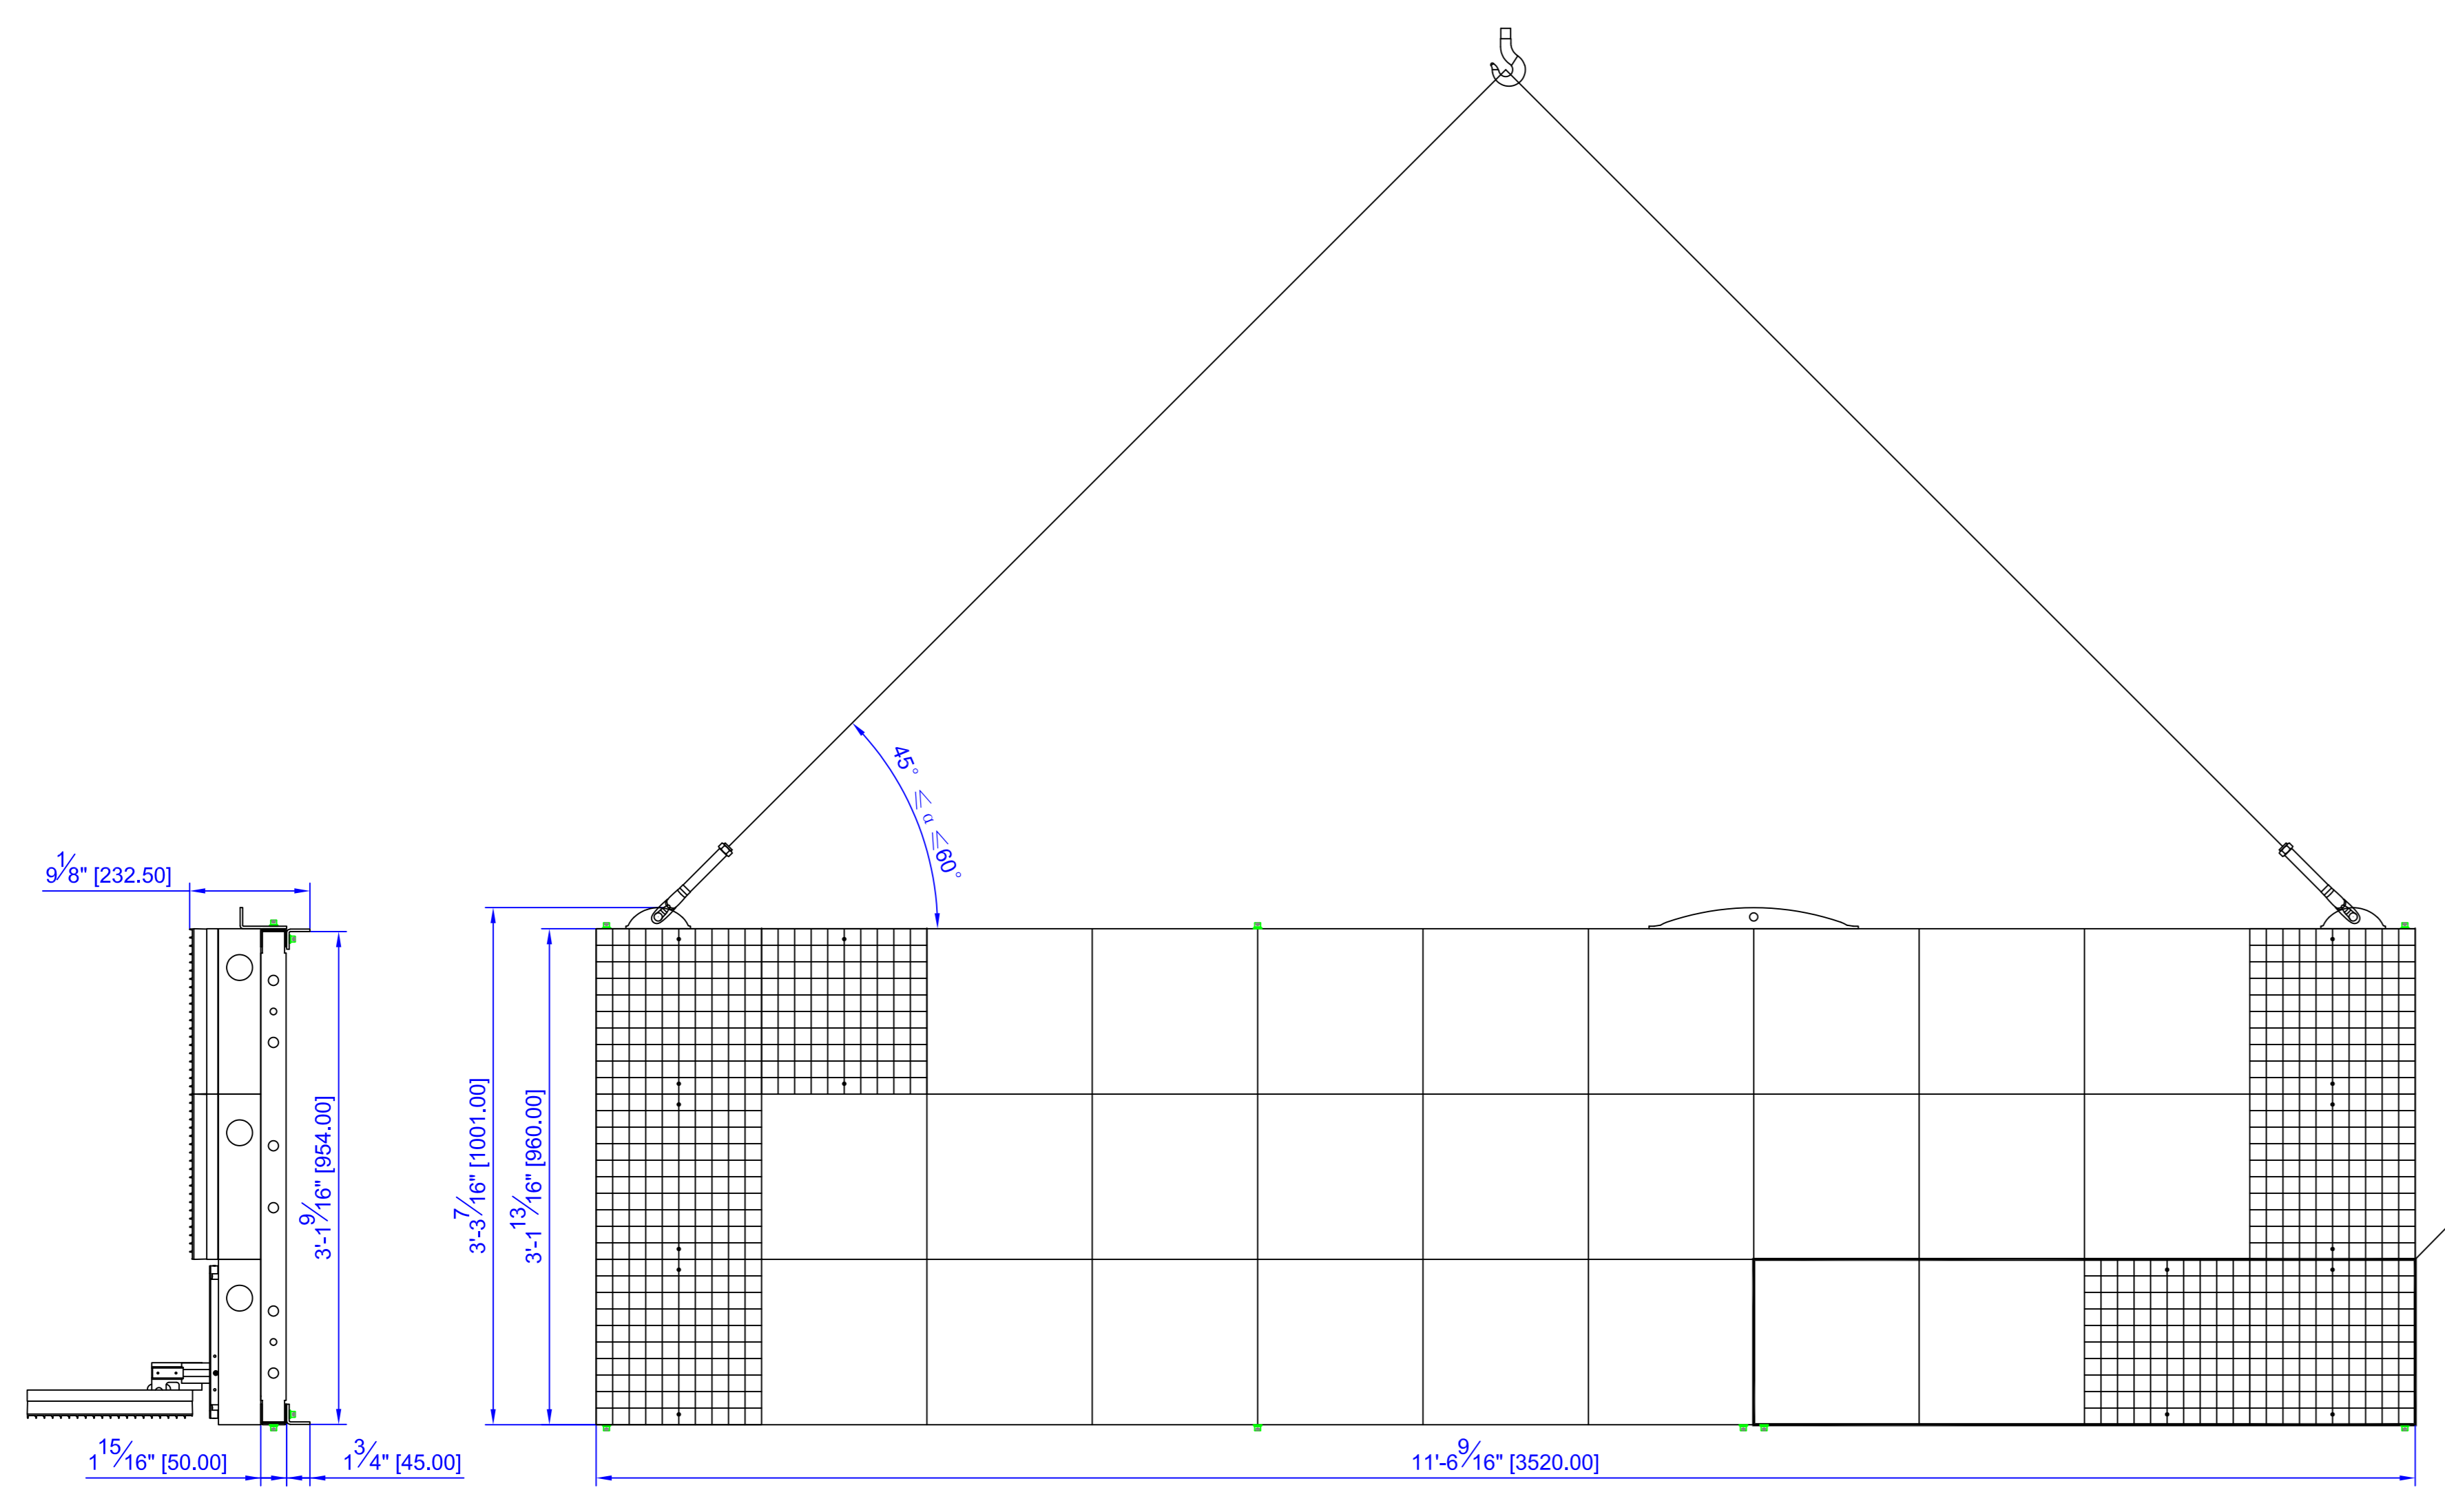 45° ≤ α ≤60°
9 1/8" [232.50]
3'-1 9/16" [954.00]
3'-3 7/16" [1001.00]
3'-1 13/16" [960.00]
1 15/16" [50.00]
1 3/4" [45.00]
11'-6 9/16" [3520.00]